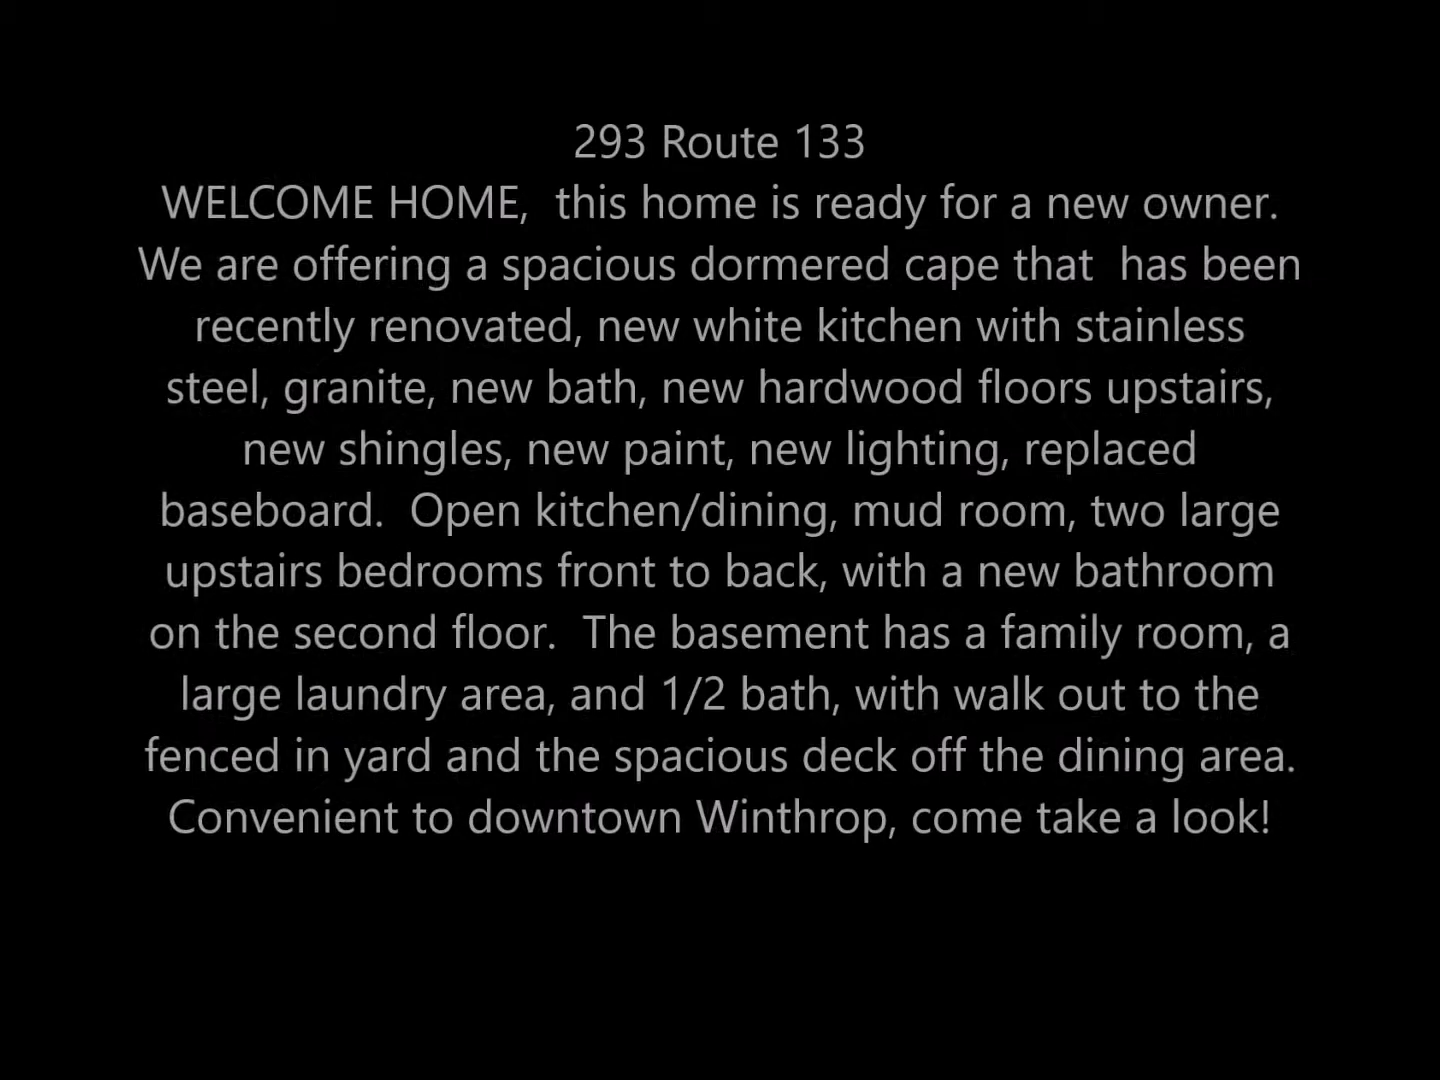 293 Route 133
WELCOME HOME,  this home is ready for a new owner.
We are offering a spacious dormered cape that  has been
recently renovated, new white kitchen with stainless
steel, granite, new bath, new hardwood floors upstairs,
new shingles, new paint, new lighting, replaced
baseboard.  Open kitchen/dining, mud room, two large
upstairs bedrooms front to back, with a new bathroom
on the second floor.  The basement has a family room, a
large laundry area, and 1/2 bath, with walk out to the
fenced in yard and the spacious deck off the dining area.
Convenient to downtown Winthrop, come take a look!